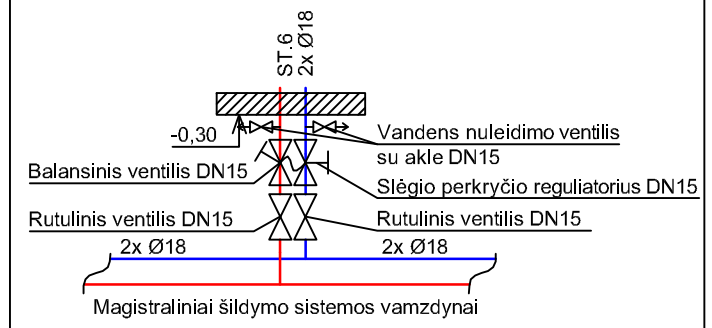 ST.6
2x Ø18
-0,30
Vandens nuleidimo ventilis
su akle DN15
Balansinis ventilis DN15
Slėgio perkryčio reguliatorius DN15
Rutulinis ventilis DN15
Rutulinis ventilis DN15
2x Ø18
2x Ø18
Magistraliniai šildymo sistemos vamzdynai